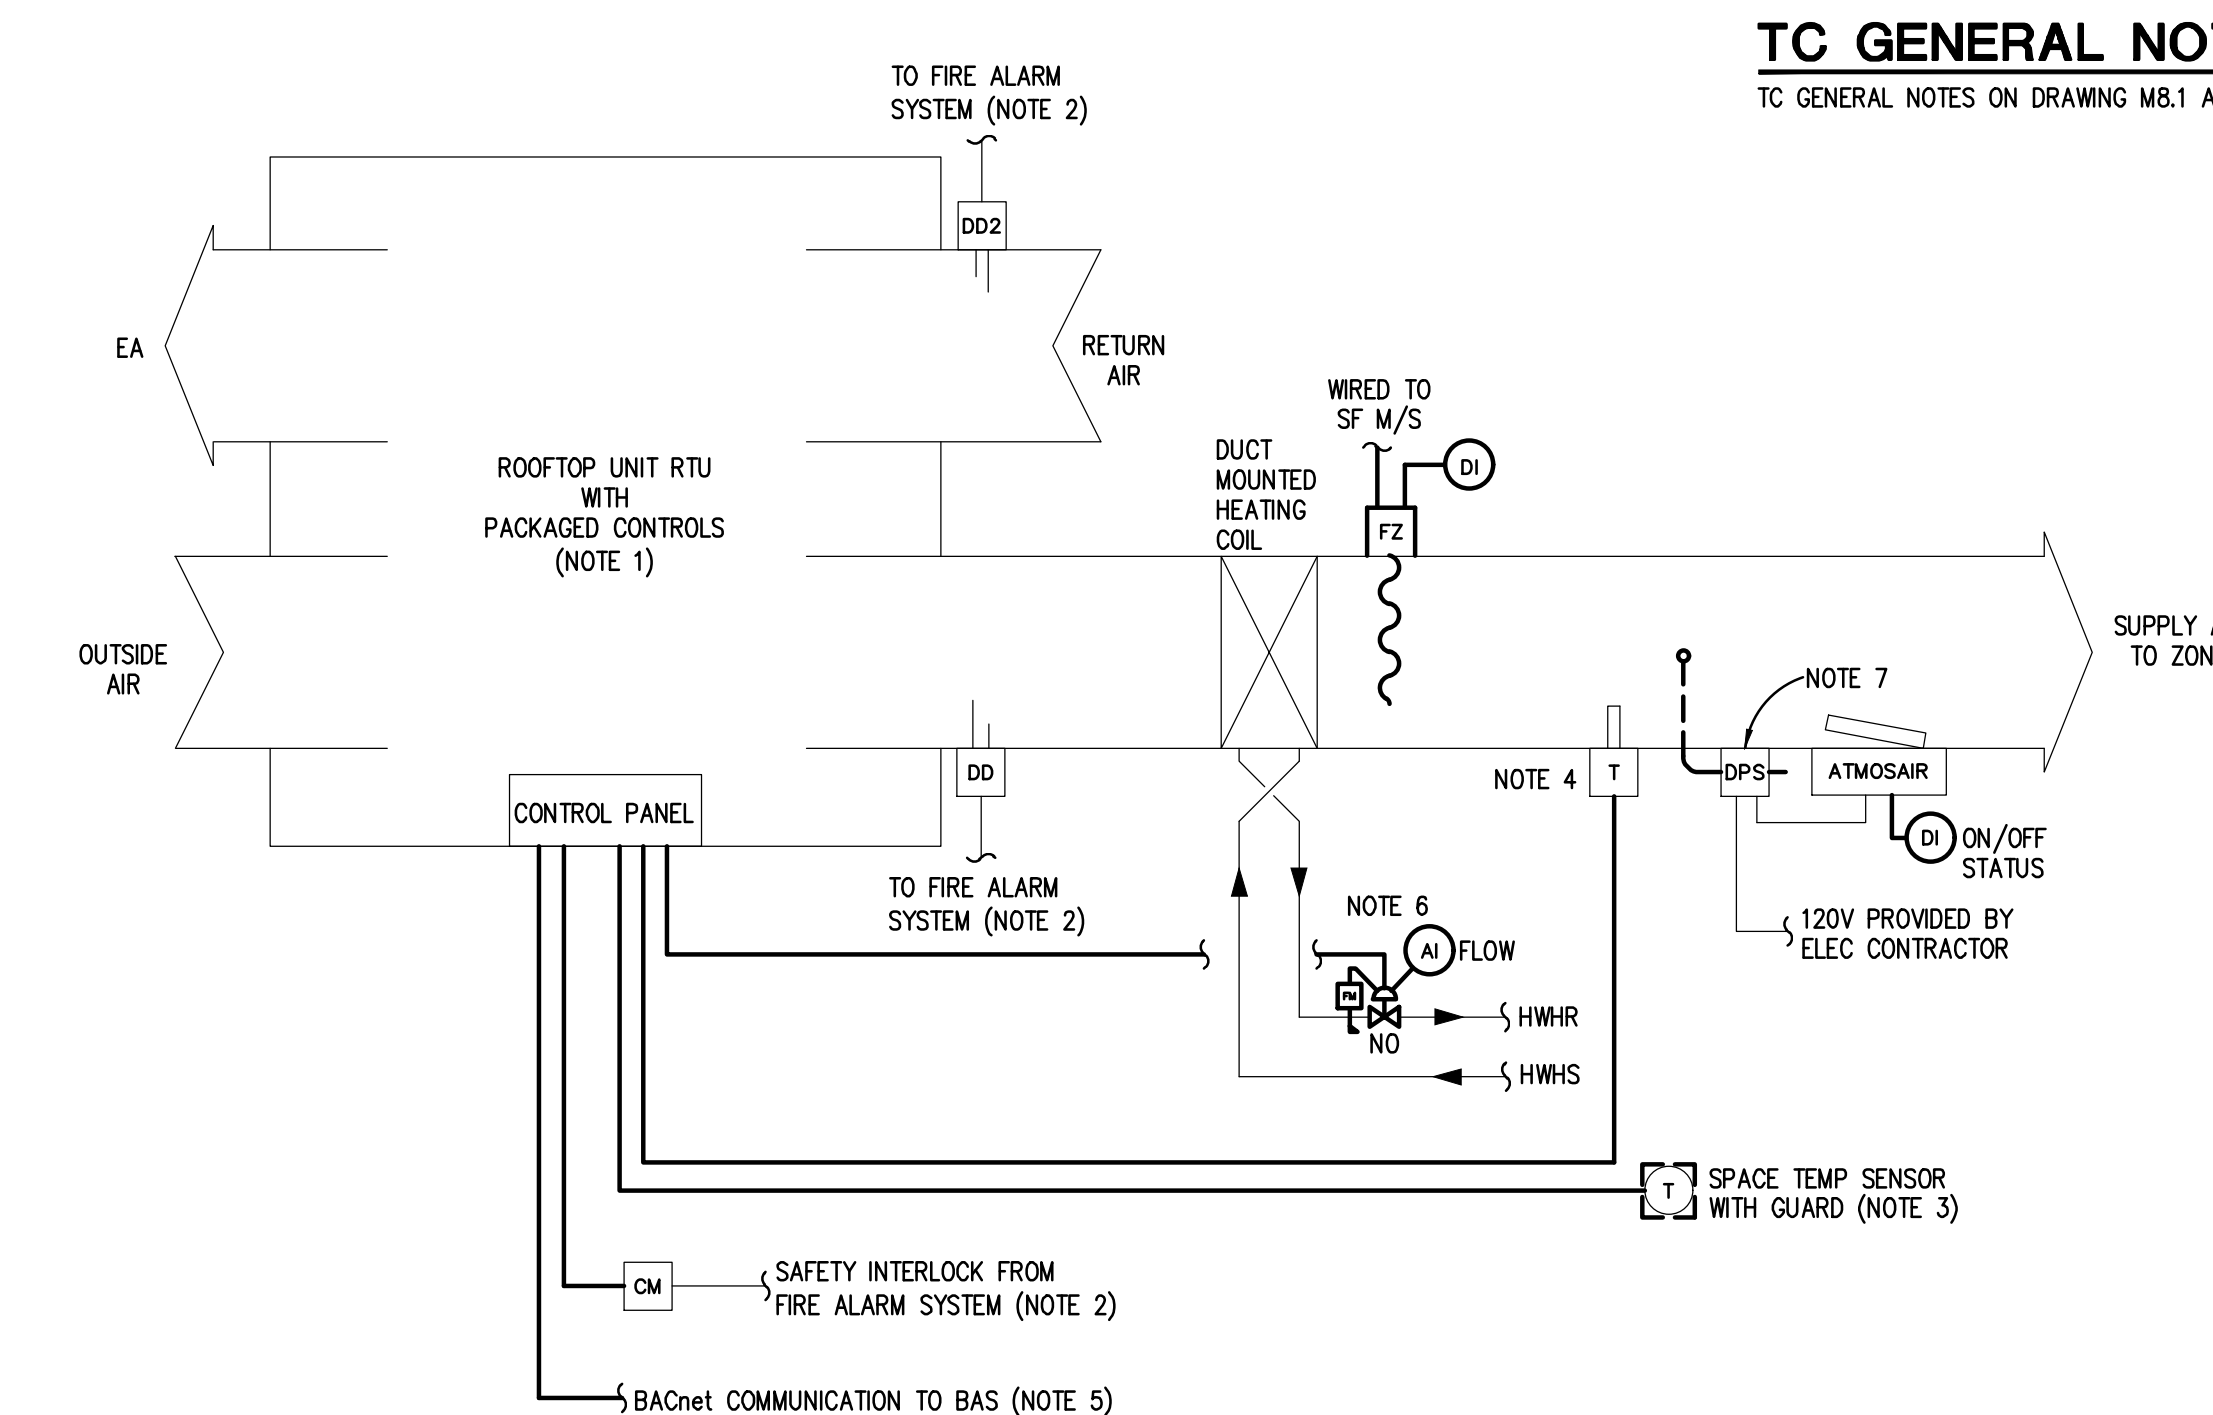 TC GENERAL
TC GENERAL NOTES ON DRAWING M8.1
TO FIRE ALARM
SYSTEM (NOTE 2)
DD2
EA
RETURN
AIR
WIRED TO
SF M/S
DI
DUCT
MOUNTED
HEATING
COIL
FZ
ROOFTOP UNIT RTU
WITH
PACKAGED CONTROLS
(NOTE 1)
OUTSIDE
AIR
SUPPLY
TO
NOTE 7
DD
NOTE 4
T
DPS
ATMOSAIR
CONTROL PANEL
DI
ON/OFF
STATUS
TO FIRE ALARM
SYSTEM (NOTE 2)
NOTE 6
AI
FLOW
120V PROVIDED BY
ELEC CONTRACTOR
FM
HWHR
NO
HWHS
T
SPACE TEMP SENSOR
WITH GUARD (NOTE 3)
CM
SAFETY INTERLOCK FROM
FIRE ALARM SYSTEM (NOTE 2)
BACnet COMMUNICATION TO BAS (NOTE 5)